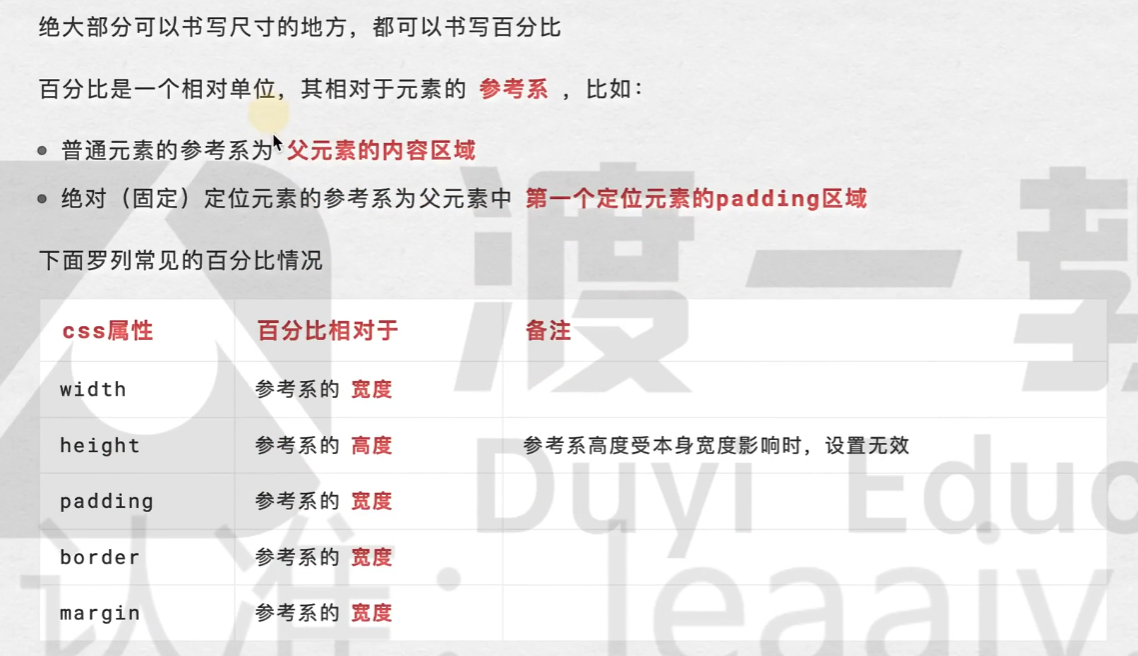 绝大部分可以书写尺寸的地方，都可以书写百分比
百分比是一个相对单位，其相对于元素的 参考系 ，比如：
普通元素的参考系为 父元素的内容区域
绝对（固定）定位元素的参考系为父元素中 第一个定位元素的padding区域
下面罗列常见的百分比情况
css属性 百分比相对于 备注
width 参考系的 宽度
height 参考系的 高度 参考系高度受本身宽度影响时，设置无效
padding 参考系的 宽度
border 参考系的 宽度
margin 参考系的 宽度
渡一教
Duyi Educ
认准：leaaiv